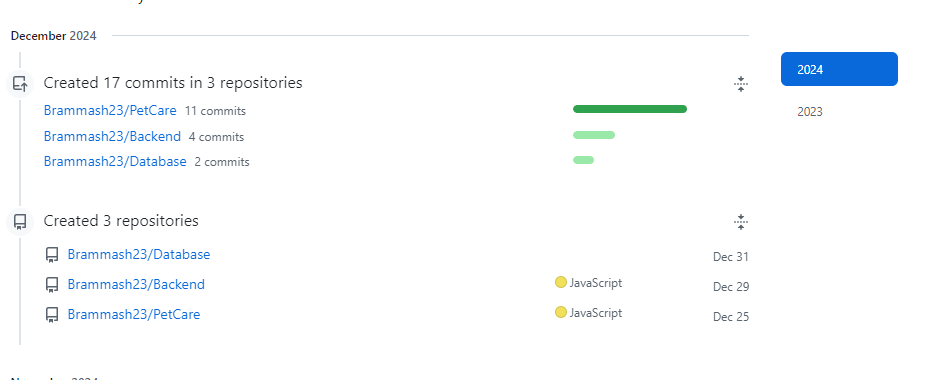 December 2024
2024
Created 17 commits in 3 repositories
Brammash23/PetCare 11 commits
2023
Brammash23/Backend 4 commits
Brammash23/Database 2 commits
Created 3 repositories
Brammash23/Database Dec 31
Brammash23/Backend JavaScript Dec 29
Brammash23/PetCare JavaScript Dec 25